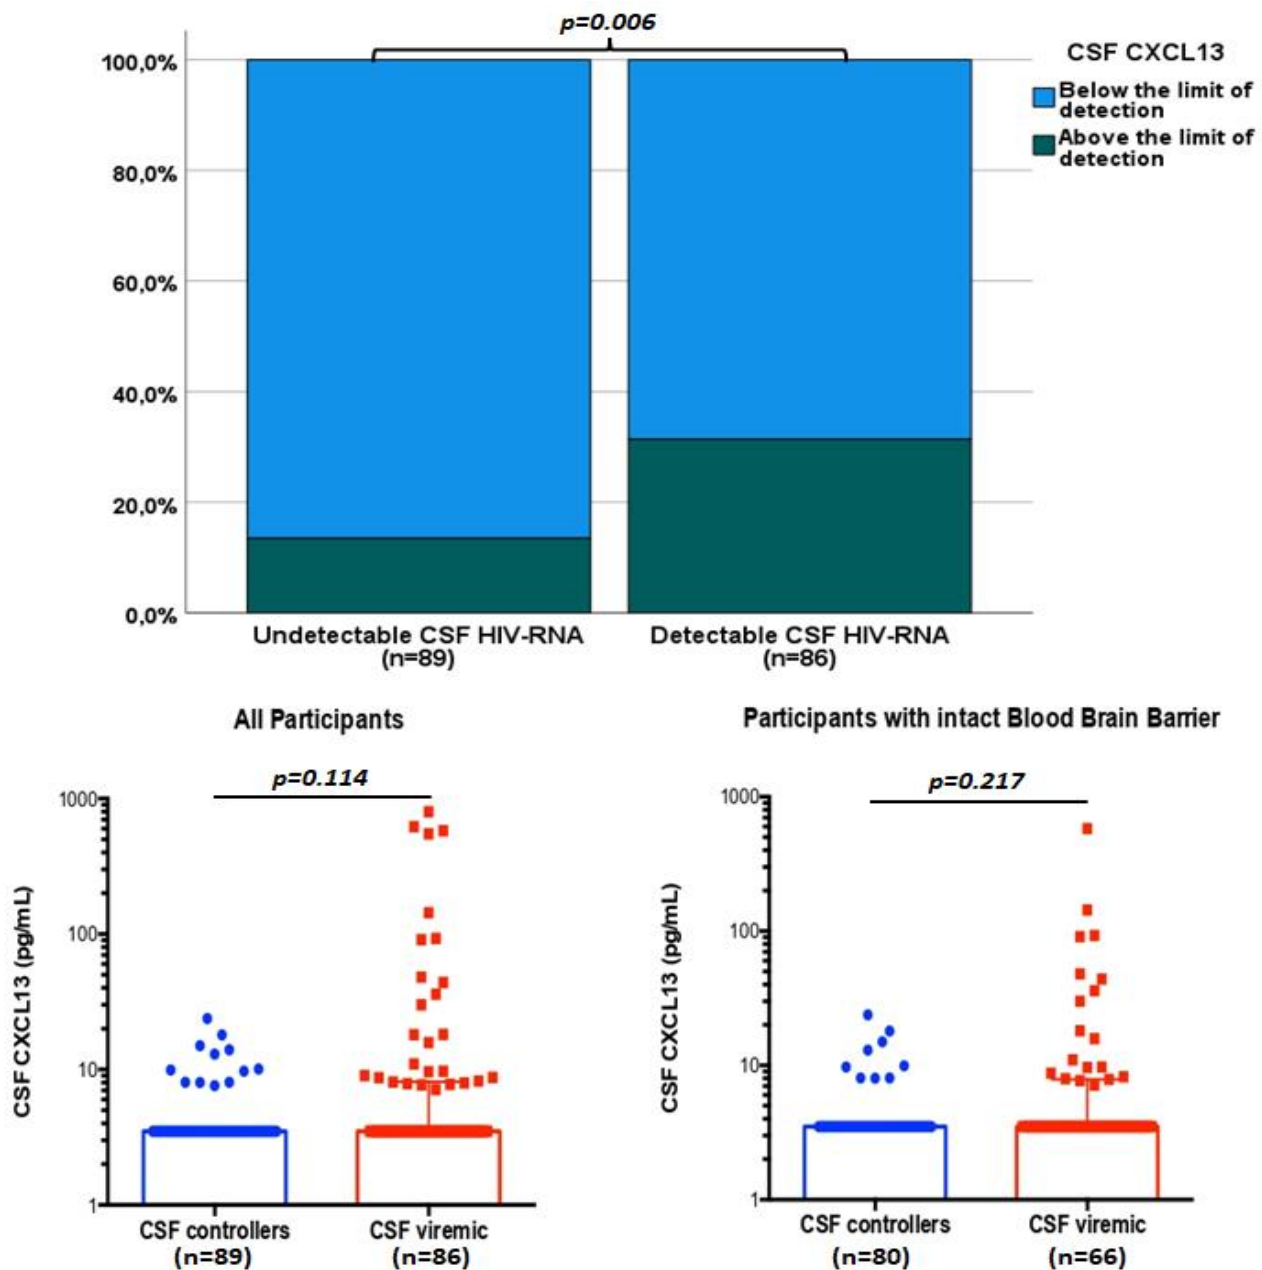 p=0.006
CSF CXCL13
Below the limit of
detection
Above the limit of
detection
100,0%
80,0%
60,0%
40,0%
20,0%
0,0%
Undetectable CSF HIV-RNA
(n=89)
Detectable CSF HIV-RNA
(n=86)
All Participants
p=0.114
CSF CXCL13 (pg/mL)
1000
100
10
1
CSF controllers
(n=89)
CSF viremic
(n=86)
Participants with intact Blood Brain Barrier
p=0.217
CSF CXCL13 (pg/mL)
1000
100
10
1
CSF controllers
(n=80)
CSF viremic
(n=66)